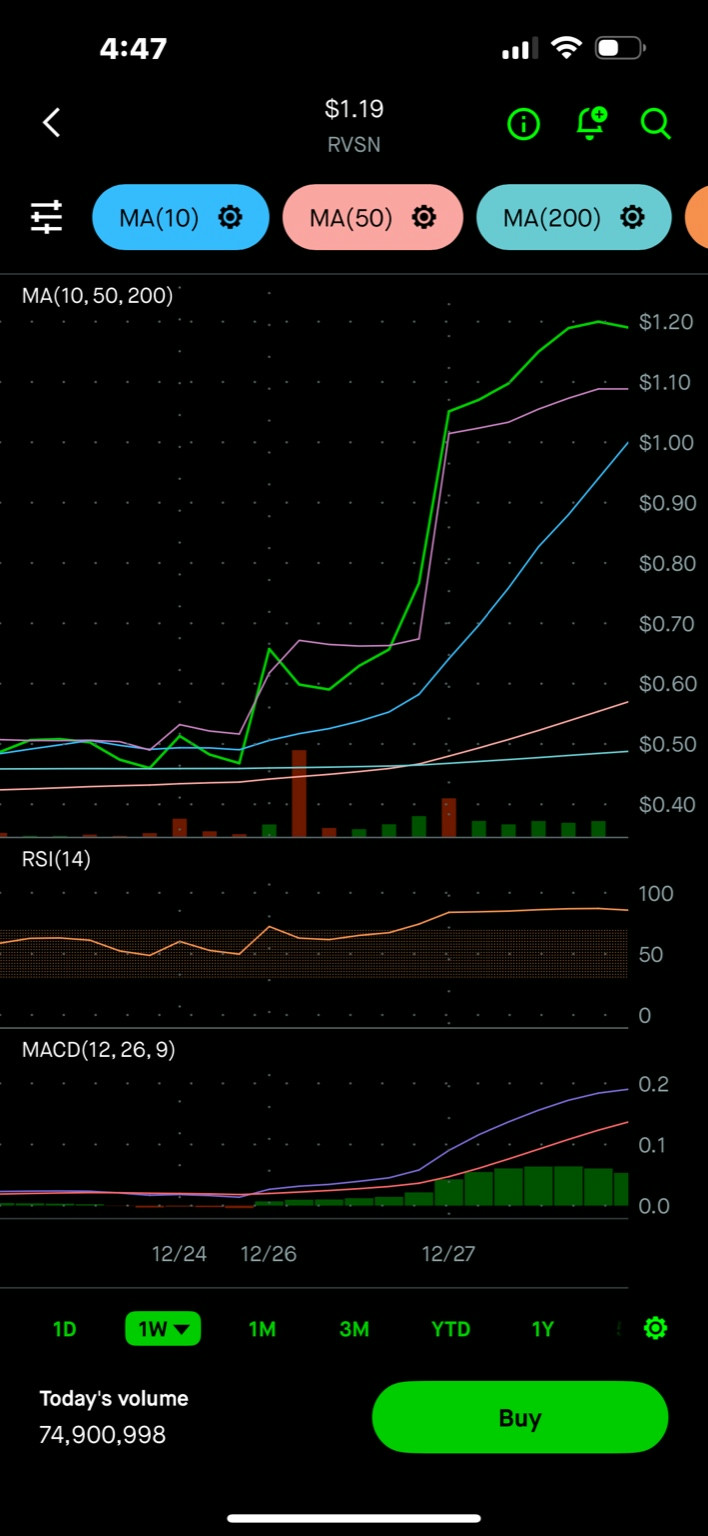 4:47
$1.19
RVSN
MA(10) MA(50) MA(200)
MA(10,50,200)
$1.20
$1.10
$1.00
$0.90
$0.80
$0.70
$0.60
$0.50
$0.40
RSI(14)
100
50
0
MACD(12,26,9)
0.2
0.1
0.0
12/24 12/26 12/27
1D 1W 1M 3M YTD 1Y
Today's volume
74,900,998
Buy